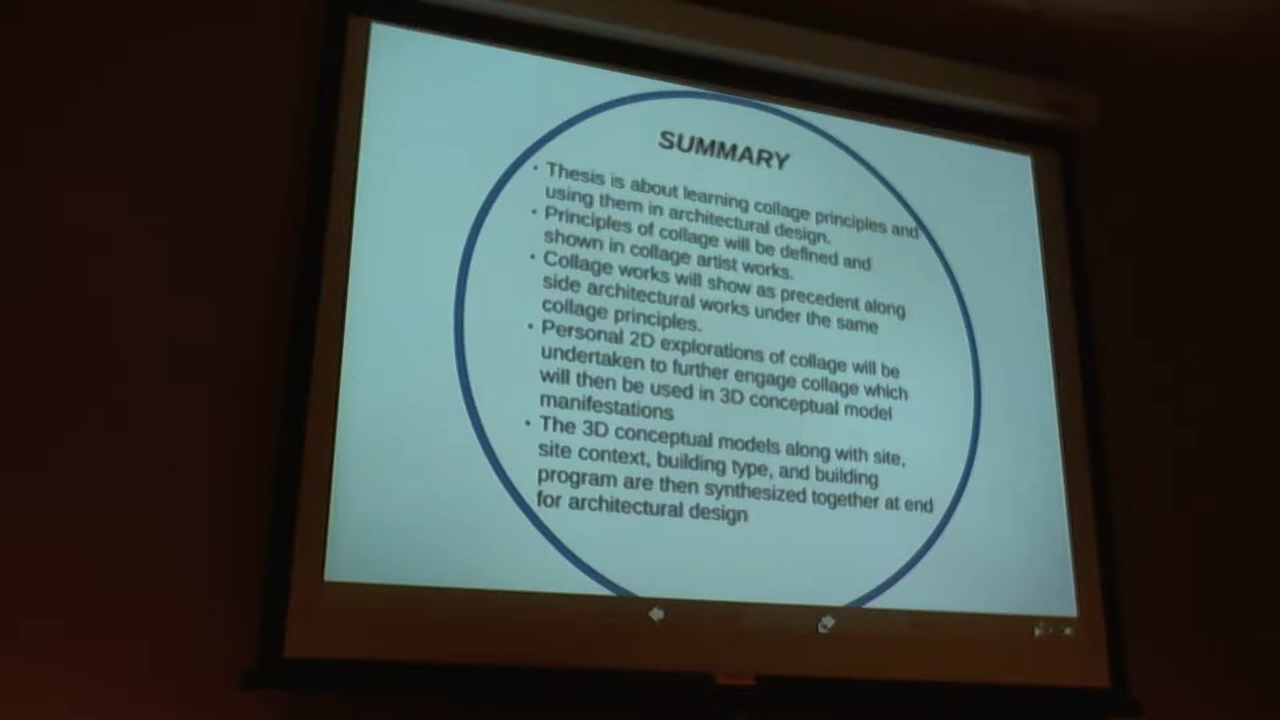 SUMMARY
• Thesis is about learning collage principles and
using them in architectural design.
• Principles of collage will be defined and
shown in collage artist works.
• Collage works will show as precedent along
side architectural works under the same
collage principles.
• Personal 2D explorations of collage will be
undertaken to further engage collage which
will then be used in 3D conceptual model
manifestations
• The 3D conceptual models along with site,
site context, building type, and building
program are then synthesized together at end
for architectural design